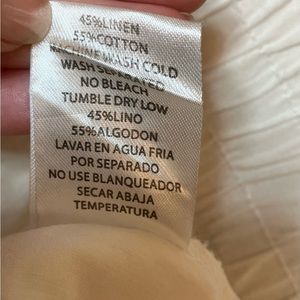 45%LINEN
55%COTTON
MACHINE WASH COLD
WASH SEPARATED
NO BLEACH
TUMBLE DRY LOW
45%LINO
55%ALGODON
LAVAR EN AGUA FRIA
POR SEPARADO
NO USE BLANQUEADOR
SECAR ABAJA
TEMPERATURA